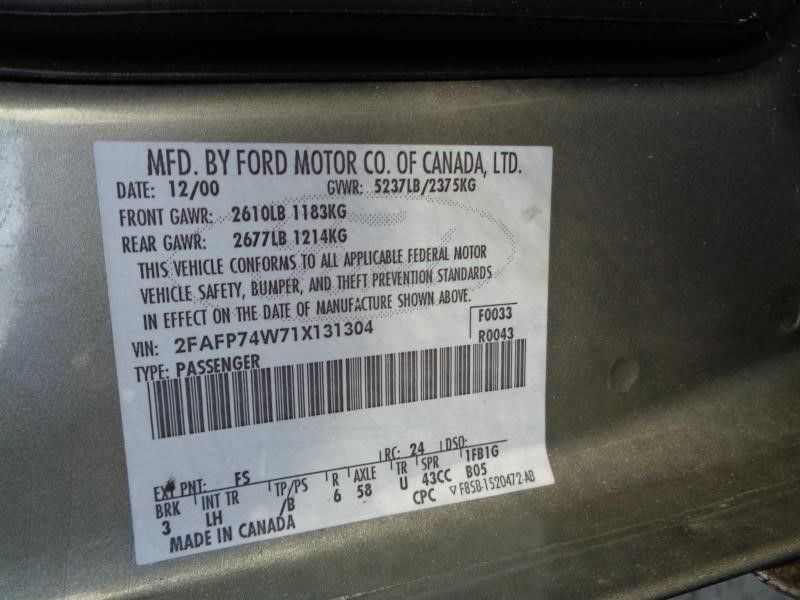 MFD. BY FORD MOTOR CO. OF CANADA, LTD.
DATE: 12/00 GVWR: 5237LB/2375KG
FRONT GAWR: 2610LB 1183KG
REAR GAWR: 2677LB 1214KG
THIS VEHICLE CONFORMS TO ALL APPLICABLE FEDERAL MOTOR
VEHICLE SAFETY, BUMPER, AND THEFT PREVENTION STANDARDS
IN EFFECT ON THE DATE OF MANUFACTURE SHOWN ABOVE.
VIN: 2FAFP74W71X131304 F0033
TYPE: PASSENGER R0043
EXT PNT: FS RC: 24 DSO: 1FB1G
BRK INT TR TP/PS R AXLE TR SPR B05
3 LH /B 6 58 U 43CC
MADE IN CANADA CPC ▽ F85B-1520472-AB